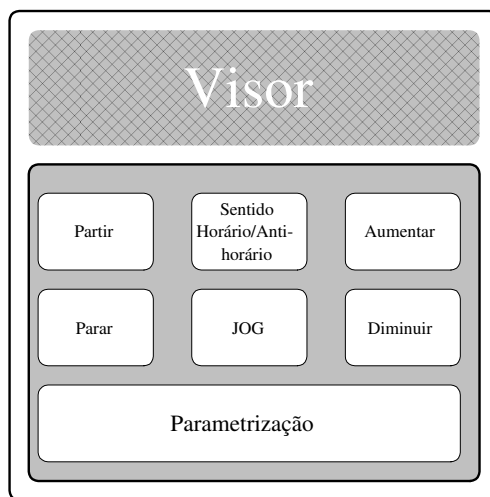 Visor
Partir
Sentido
Horário/Anti-
horário
Aumentar
Parar
JOG
Diminuir
Parametrização